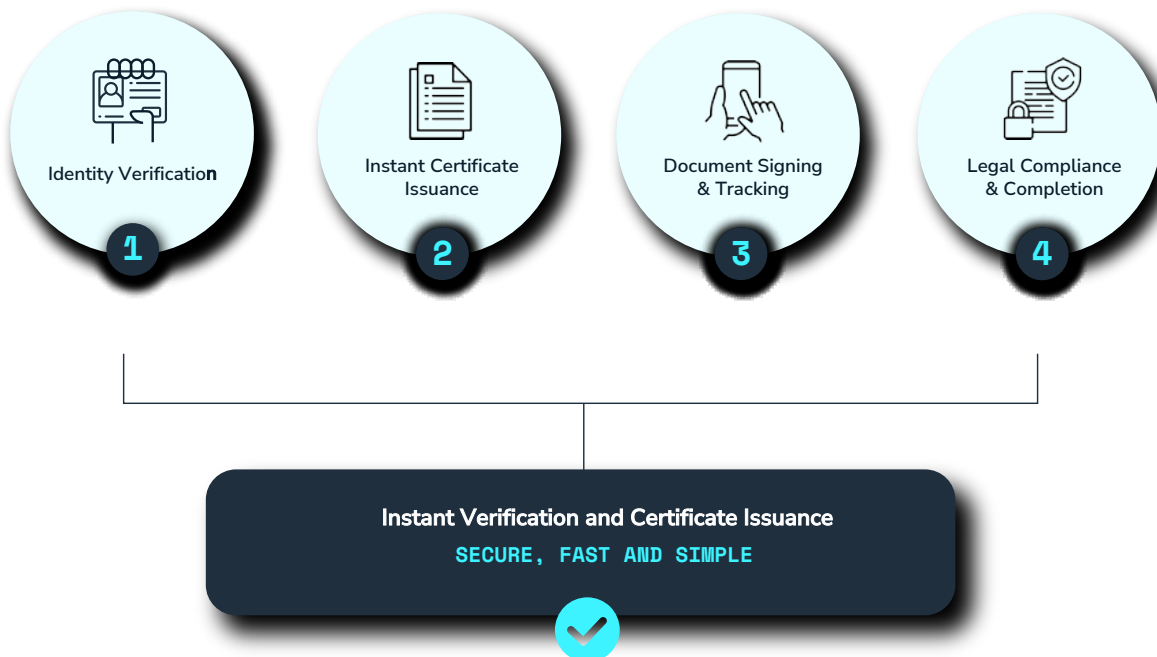 Identity Verification
1
Instant Certificate
Issuance
2
Document Signing
& Tracking
3
Legal Compliance
& Completion
4
Instant Verification and Certificate Issuance
SECURE, FAST AND SIMPLE